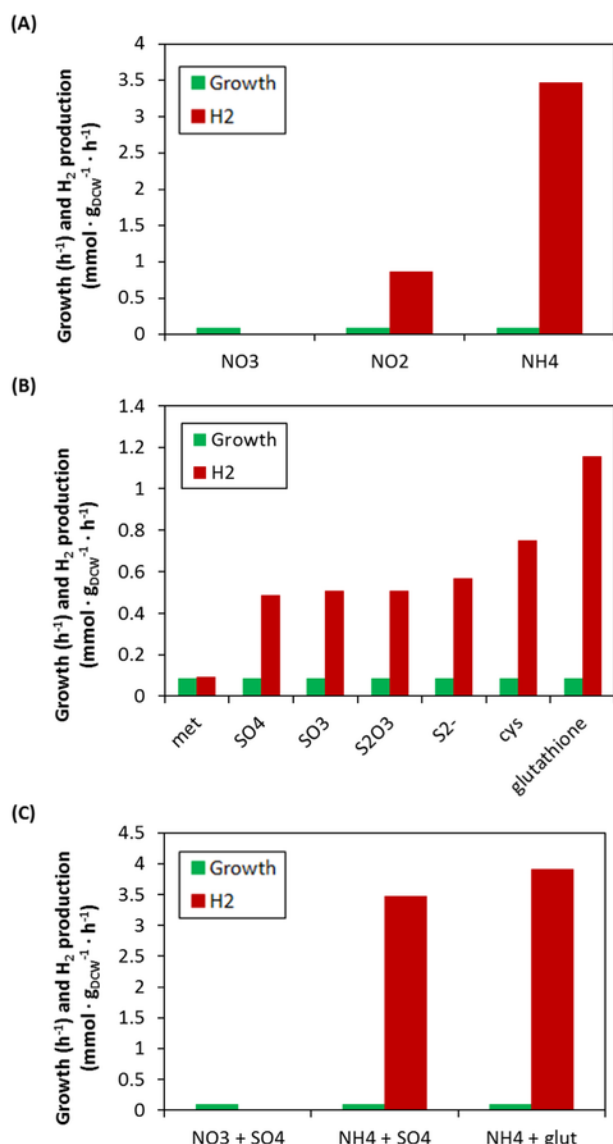 (A)
Growth (h⁻¹) and H₂ production
(mmol · g_DCW⁻¹ · h⁻¹)
4
3.5
3
2.5
2
1.5
1
0.5
0
Growth
H2
NO3 NO2 NH4
(B)
Growth (h⁻¹) and H₂ production
(mmol · g_DCW⁻¹ · h⁻¹)
1.4
1.2
1
0.8
0.6
0.4
0.2
0
Growth
H2
met SO4 SO3 S2O3 S2- cys glutathione
(C)
Growth (h⁻¹) and H₂ production
(mmol · g_DCW⁻¹ · h⁻¹)
4.5
4
3.5
3
2.5
2
1.5
1
0.5
0
Growth
H2
NO3 + SO4 NH4 + SO4 NH4 + glut